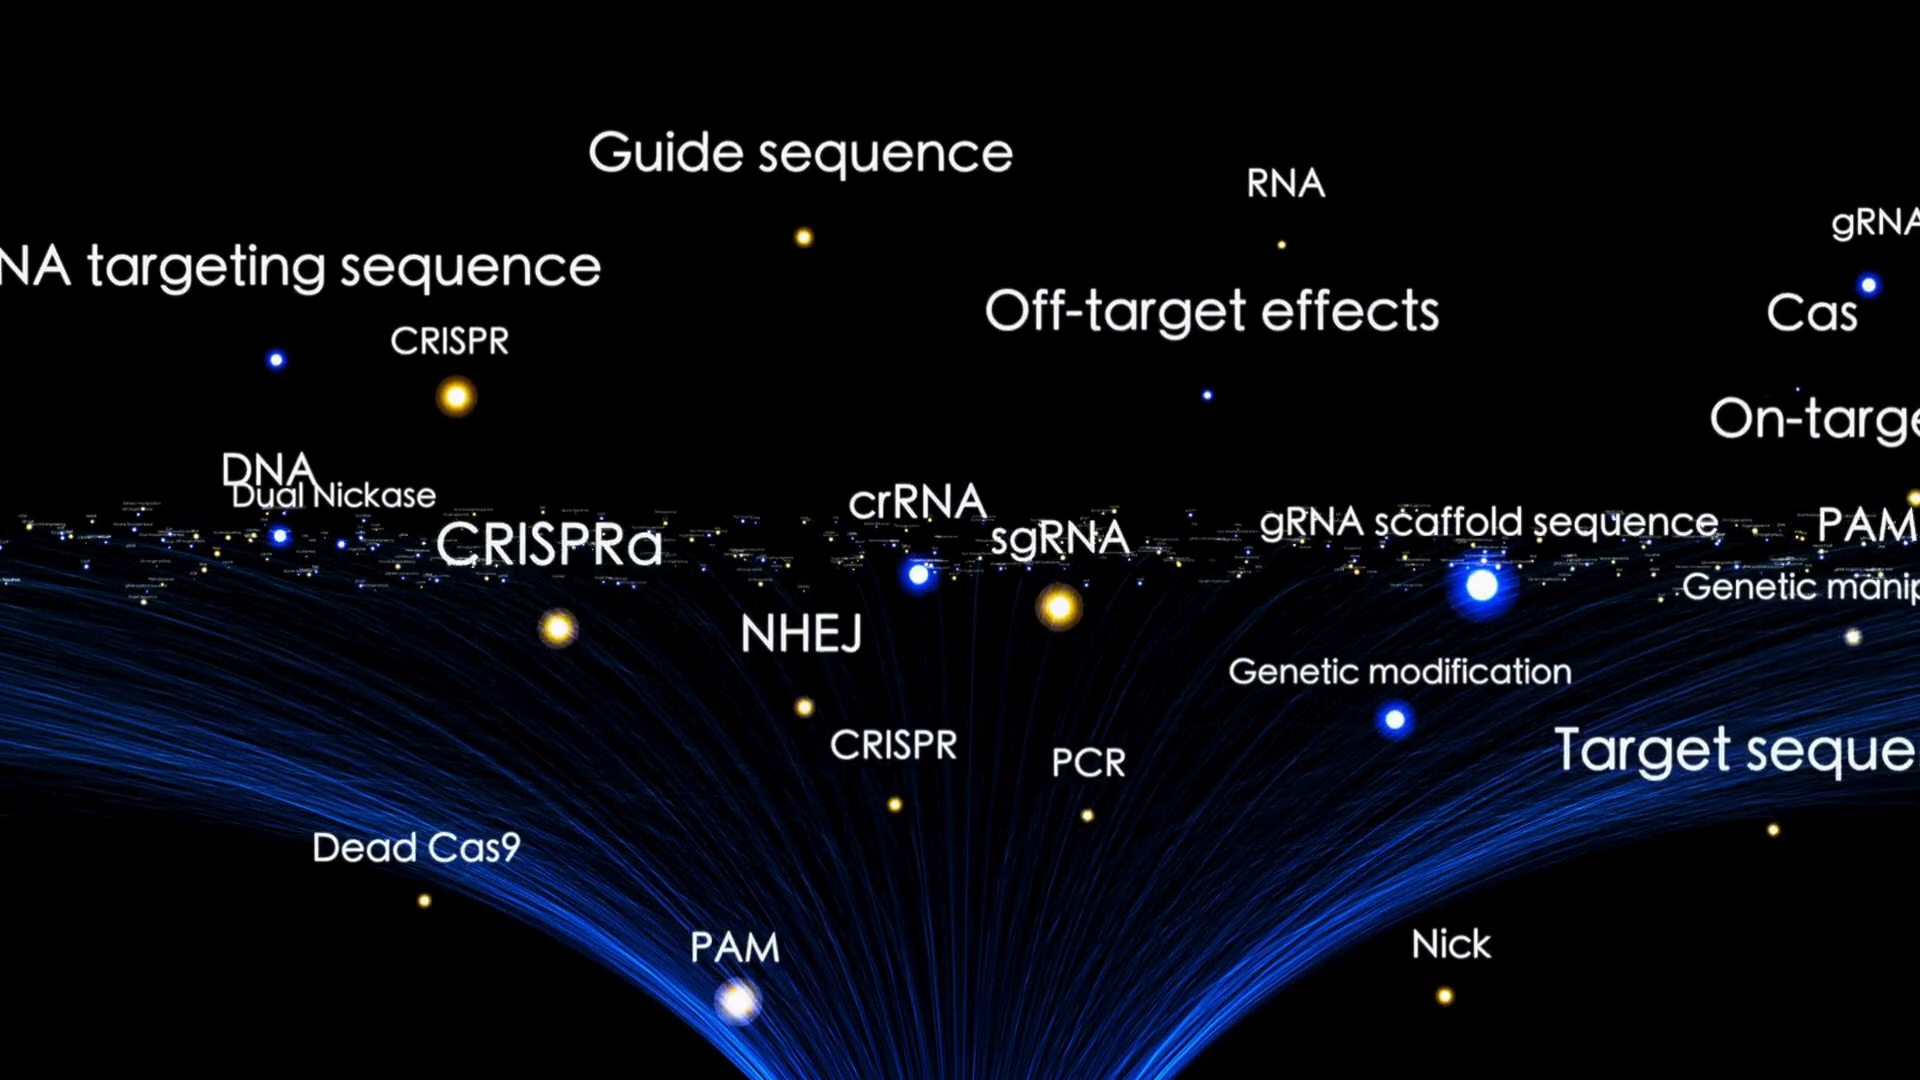 Guide sequence
RNA
gRNA
NA targeting sequence
Off-target effects
Cas
CRISPR
On-targe
DNA
Dual Nickase
crRNA
CRISPRa
sgRNA
gRNA scaffold sequence
PAM
Genetic manip
NHEJ
Genetic modification
CRISPR
PCR
Target seque
Dead Cas9
PAM
Nick